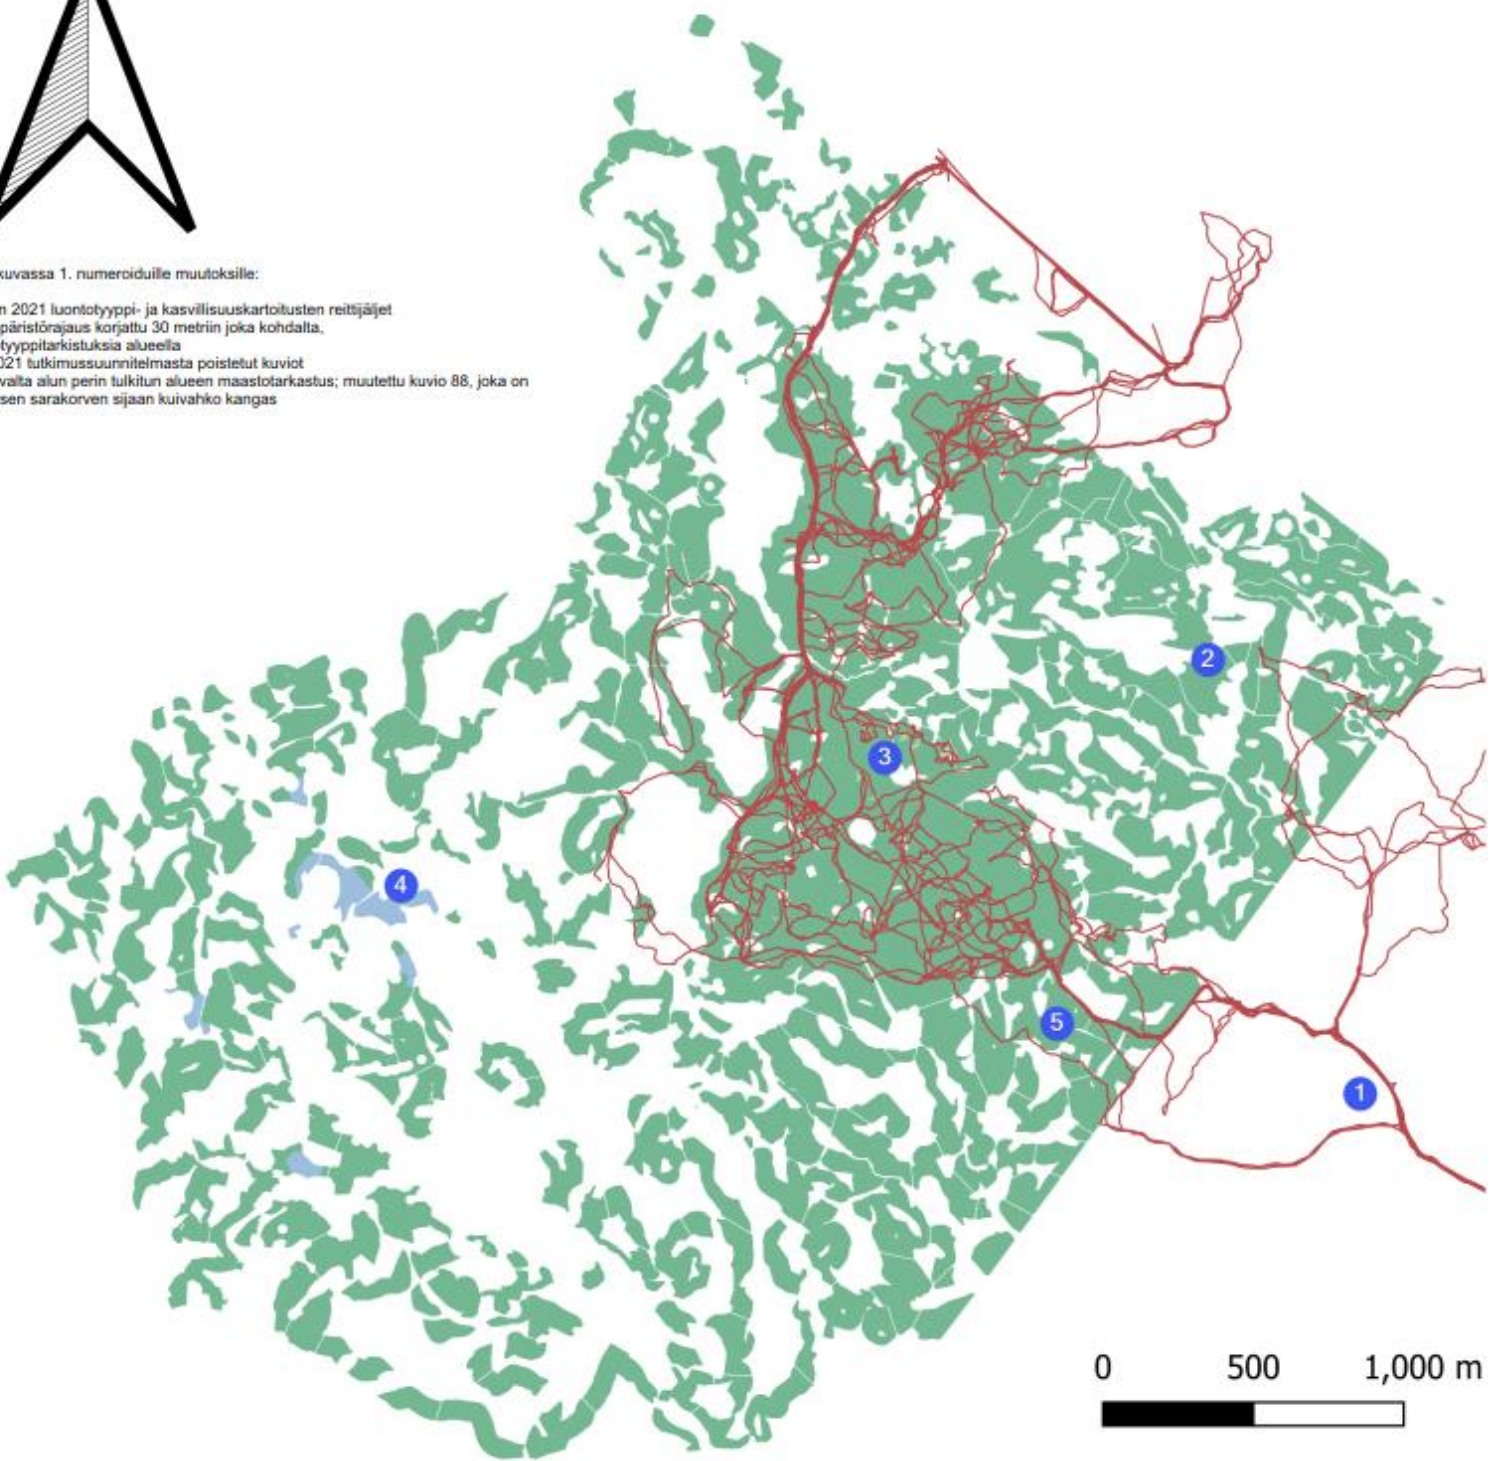 kuvassa 1. numeroiduille muutoksille:
n 2021 luontotyyppi- ja kasvillisuuskartoitusten reittijäljet
päristörajaus korjattu 30 metriin joka kohdalta,
tyyppitarkistuksia alueella
021 tutkimussuunnitelmasta poistetut kuviot
valta alun perin tulkitun alueen maastotarkastus; muutettu kuvio 88, joka on
sen sarakorven sijaan kuivahko kangas
2
3
4
5
1
0 500 1,000 m